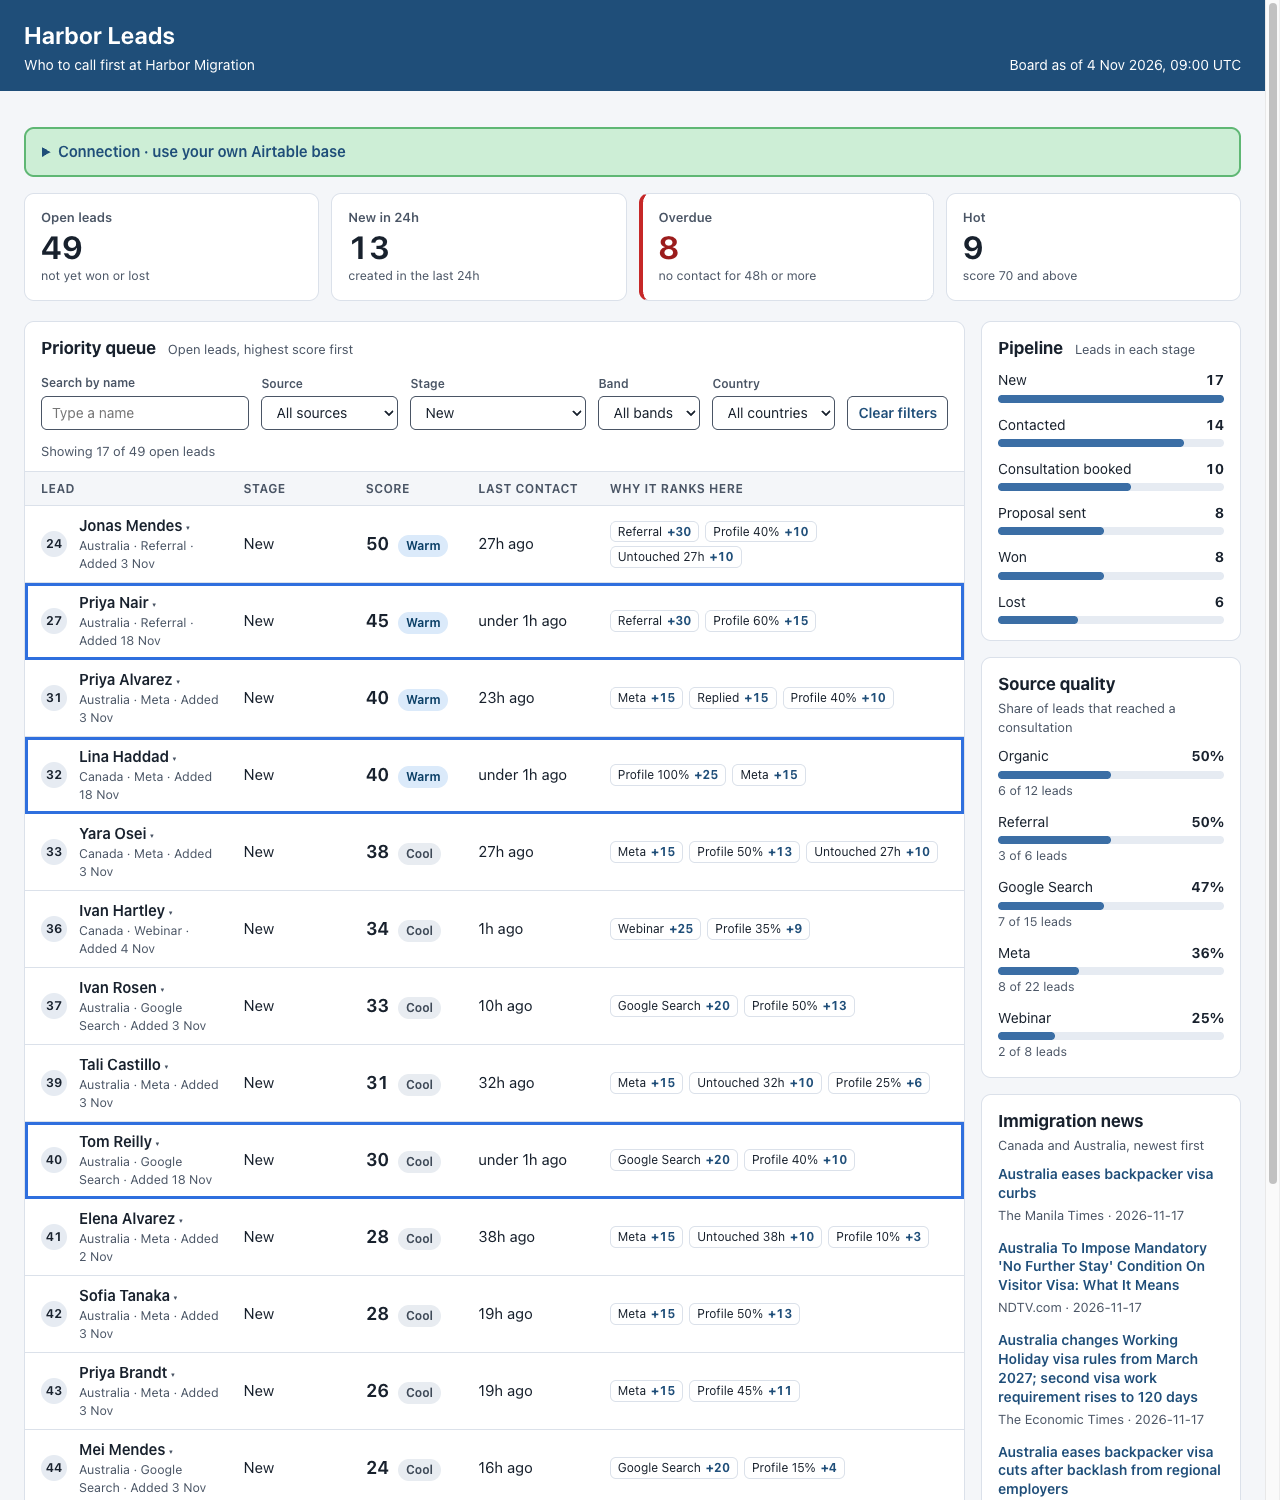 Harbor Leads
Who to call first at Harbor Migration
Board as of 4 Nov 2026, 09:00 UTC
▶ Connection · use your own Airtable base
Open leads
49
not yet won or lost
New in 24h
13
created in the last 24h
Overdue
8
no contact for 48h or more
Hot
9
score 70 and above
Priority queue Open leads, highest score first
Search by name
Type a name
Source
All sources
Stage
New
Band
All bands
Country
All countries
Clear filters
Showing 17 of 49 open leads
LEAD STAGE SCORE LAST CONTACT WHY IT RANKS HERE
24
Jonas Mendes
Australia · Referral ·
Added 3 Nov
New
50 Warm
27h ago
Referral +30 Profile 40% +10
Untouched 27h +10
27
Priya Nair
Australia · Referral ·
Added 18 Nov
New
45 Warm
under 1h ago
Referral +30 Profile 60% +15
31
Priya Alvarez
Australia · Meta · Added
3 Nov
New
40 Warm
23h ago
Meta +15 Replied +15 Profile 40% +10
32
Lina Haddad
Canada · Meta · Added
18 Nov
New
40 Warm
under 1h ago
Profile 100% +25 Meta +15
33
Yara Osei
Canada · Meta · Added
3 Nov
New
38 Cool
27h ago
Meta +15 Profile 50% +13 Untouched 27h +10
36
Ivan Hartley
Canada · Webinar ·
Added 4 Nov
New
34 Cool
1h ago
Webinar +25 Profile 35% +9
37
Ivan Rosen
Australia · Google
Search · Added 3 Nov
New
33 Cool
10h ago
Google Search +20 Profile 50% +13
39
Tali Castillo
Australia · Meta · Added
3 Nov
New
31 Cool
32h ago
Meta +15 Untouched 32h +10 Profile 25% +6
40
Tom Reilly
Australia · Google
Search · Added 18 Nov
New
30 Cool
under 1h ago
Google Search +20 Profile 40% +10
41
Elena Alvarez
Australia · Meta · Added
2 Nov
New
28 Cool
38h ago
Meta +15 Untouched 38h +10 Profile 10% +3
42
Sofia Tanaka
Australia · Meta · Added
3 Nov
New
28 Cool
19h ago
Meta +15 Profile 50% +13
43
Priya Brandt
Australia · Meta · Added
3 Nov
New
26 Cool
19h ago
Meta +15 Profile 45% +11
44
Mei Mendes
Australia · Google
Search · Added 3 Nov
New
24 Cool
16h ago
Google Search +20 Profile 15% +4
Pipeline Leads in each stage
New 17
Contacted 14
Consultation booked 10
Proposal sent 8
Won 8
Lost 6
Source quality
Share of leads that reached a
consultation
Organic 50%
6 of 12 leads
Referral 50%
3 of 6 leads
Google Search 47%
7 of 15 leads
Meta 36%
8 of 22 leads
Webinar 25%
2 of 8 leads
Immigration news
Canada and Australia, newest first
Australia eases backpacker visa
curbs
The Manila Times · 2026-11-17
Australia To Impose Mandatory
'No Further Stay' Condition On
Visitor Visa: What It Means
NDTV.com · 2026-11-17
Australia changes Working
Holiday visa rules from March
2027; second visa work
requirement rises to 120 days
The Economic Times · 2026-11-17
Australia eases backpacker visa
cuts after backlash from regional
employers